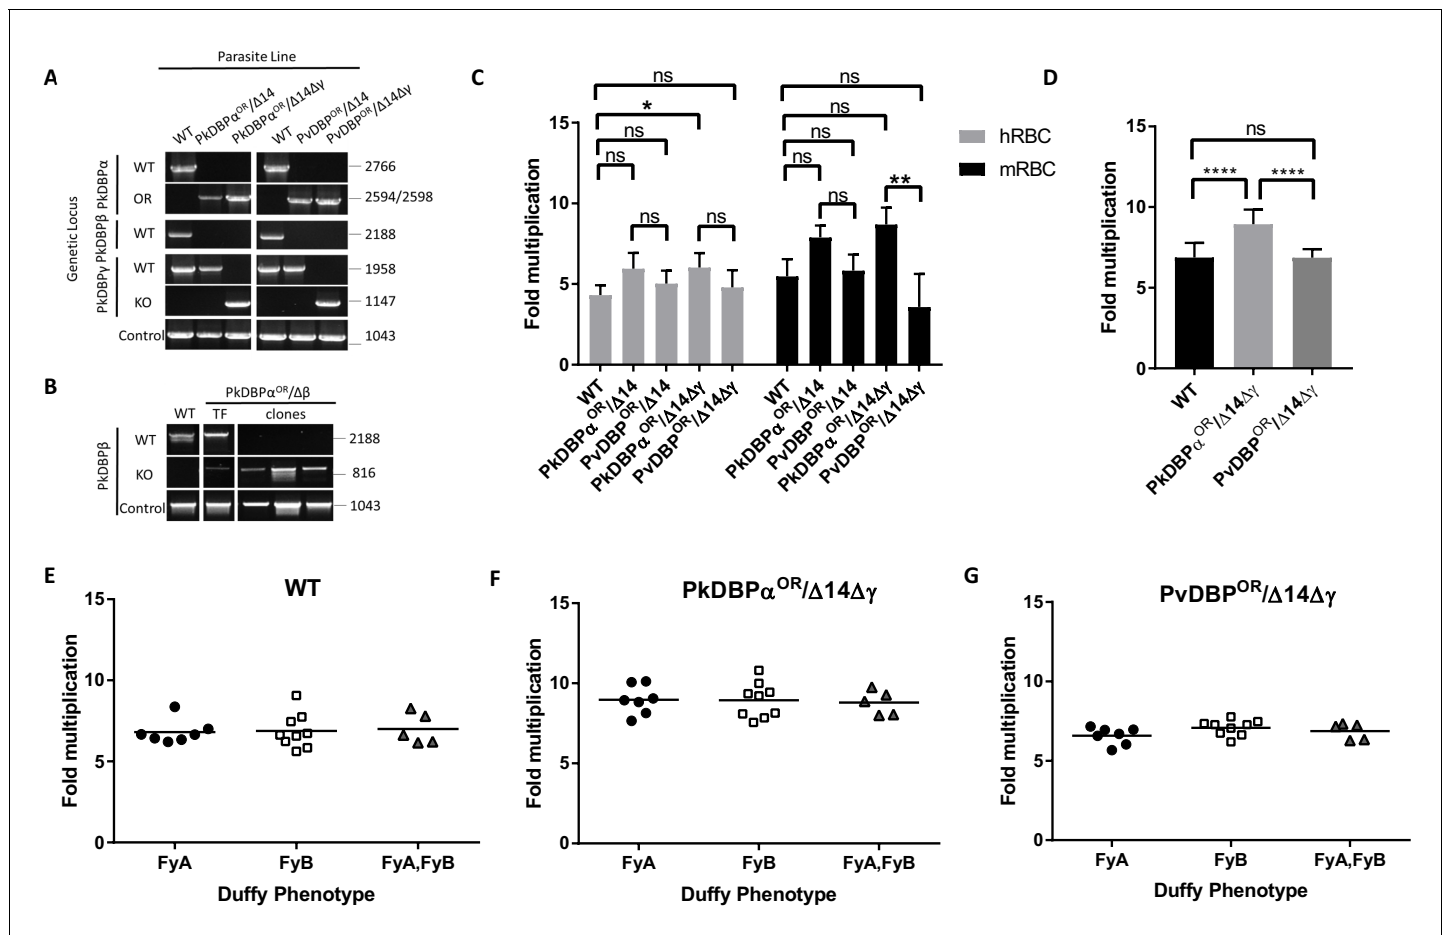 A
Parasite Line
WT PkDBPα^OR/Δ14 PkDBPα^OR/Δ14Δγ WT PvDBP^OR/Δ14 PvDBP^OR/Δ14Δγ
Genetic Locus
PkDBPα
WT 2766
OR 2594/2598
PkDBPβ
WT 2188
PkDBPγ
WT 1958
KO 1147
Control 1043
B
PkDBPα^OR/Δβ
WT TF clones
PkDBPβ
WT 2188
KO 816
Control 1043
C
ns ns
* ns
ns ns
ns ns
ns ns
ns **
Fold multiplication
15
10
5
0
WT PkDBPα^OR/Δ14 PvDBP^OR/Δ14 PkDBPα^OR/Δ14Δγ PvDBP^OR/Δ14Δγ
WT PkDBPα^OR/Δ14 PvDBP^OR/Δ14 PkDBPα^OR/Δ14Δγ PvDBP^OR/Δ14Δγ
hRBC
mRBC
D
ns
**** ****
Fold multiplication
15
10
5
0
WT PkDBPα^OR/Δ14Δγ PvDBP^OR/Δ14Δγ
E
WT
Fold multiplication
15
10
5
0
FyA FyB FyA,FyB
Duffy Phenotype
F
PkDBPα^OR/Δ14Δγ
Fold multiplication
15
10
5
0
FyA FyB FyA,FyB
Duffy Phenotype
G
PvDBP^OR/Δ14Δγ
Fold multiplication
15
10
5
0
FyA FyB FyA,FyB
Duffy Phenotype